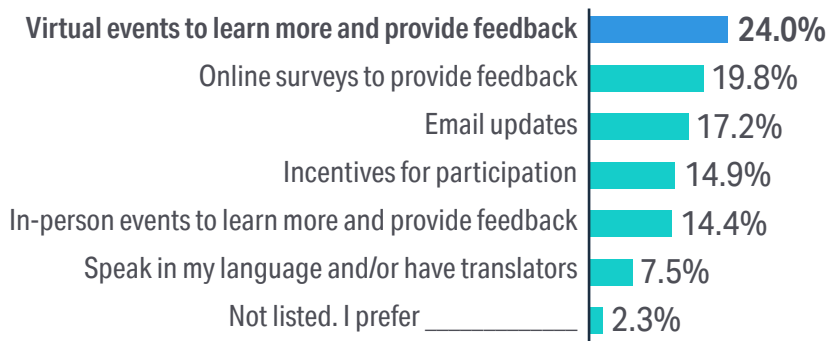 Virtual events to learn more and provide feedback 24.0%
Online surveys to provide feedback 19.8%
Email updates 17.2%
Incentives for participation 14.9%
In-person events to learn more and provide feedback 14.4%
Speak in my language and/or have translators 7.5%
Not listed. I prefer _____________ 2.3%